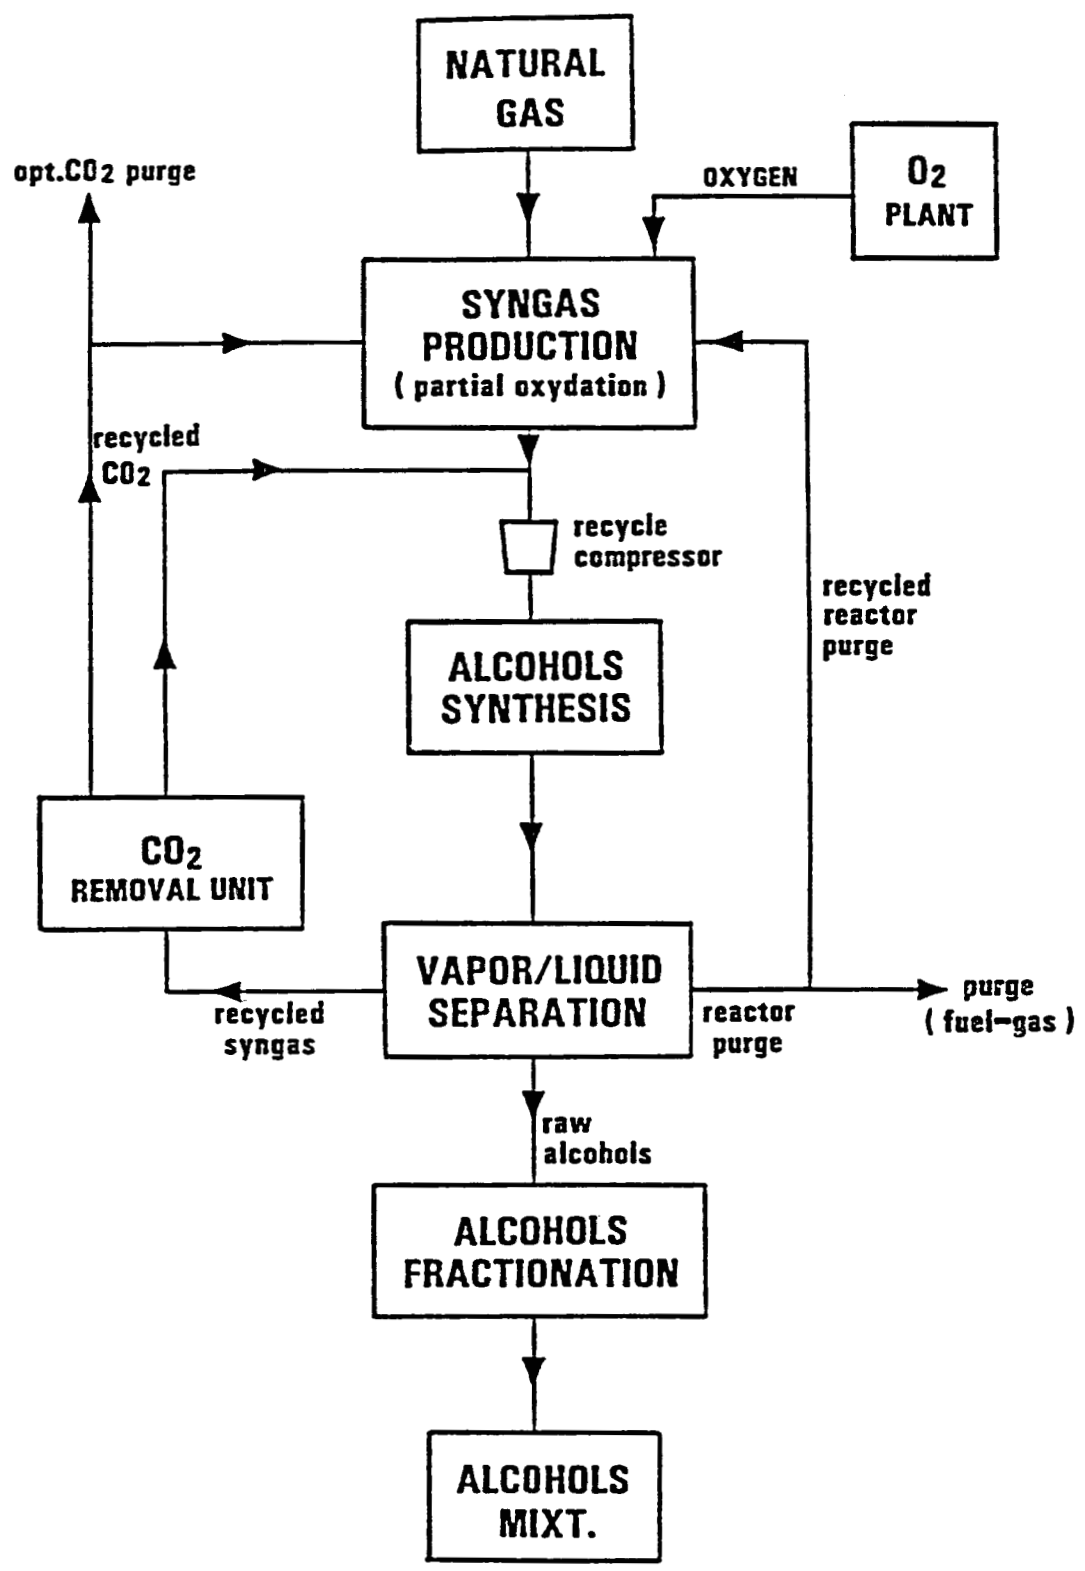 NATURAL
GAS
opt.CO2 purge
OXYGEN
O2
PLANT
SYNGAS
PRODUCTION
( partial oxydation )
recycled
CO2
recycle
compressor
recycled
reactor
purge
ALCOHOLS
SYNTHESIS
CO2
REMOVAL UNIT
VAPOR/LIQUID
SEPARATION
recycled
syngas
reactor
purge
purge
( fuel-gas )
raw
alcohols
ALCOHOLS
FRACTIONATION
ALCOHOLS
MIXT.